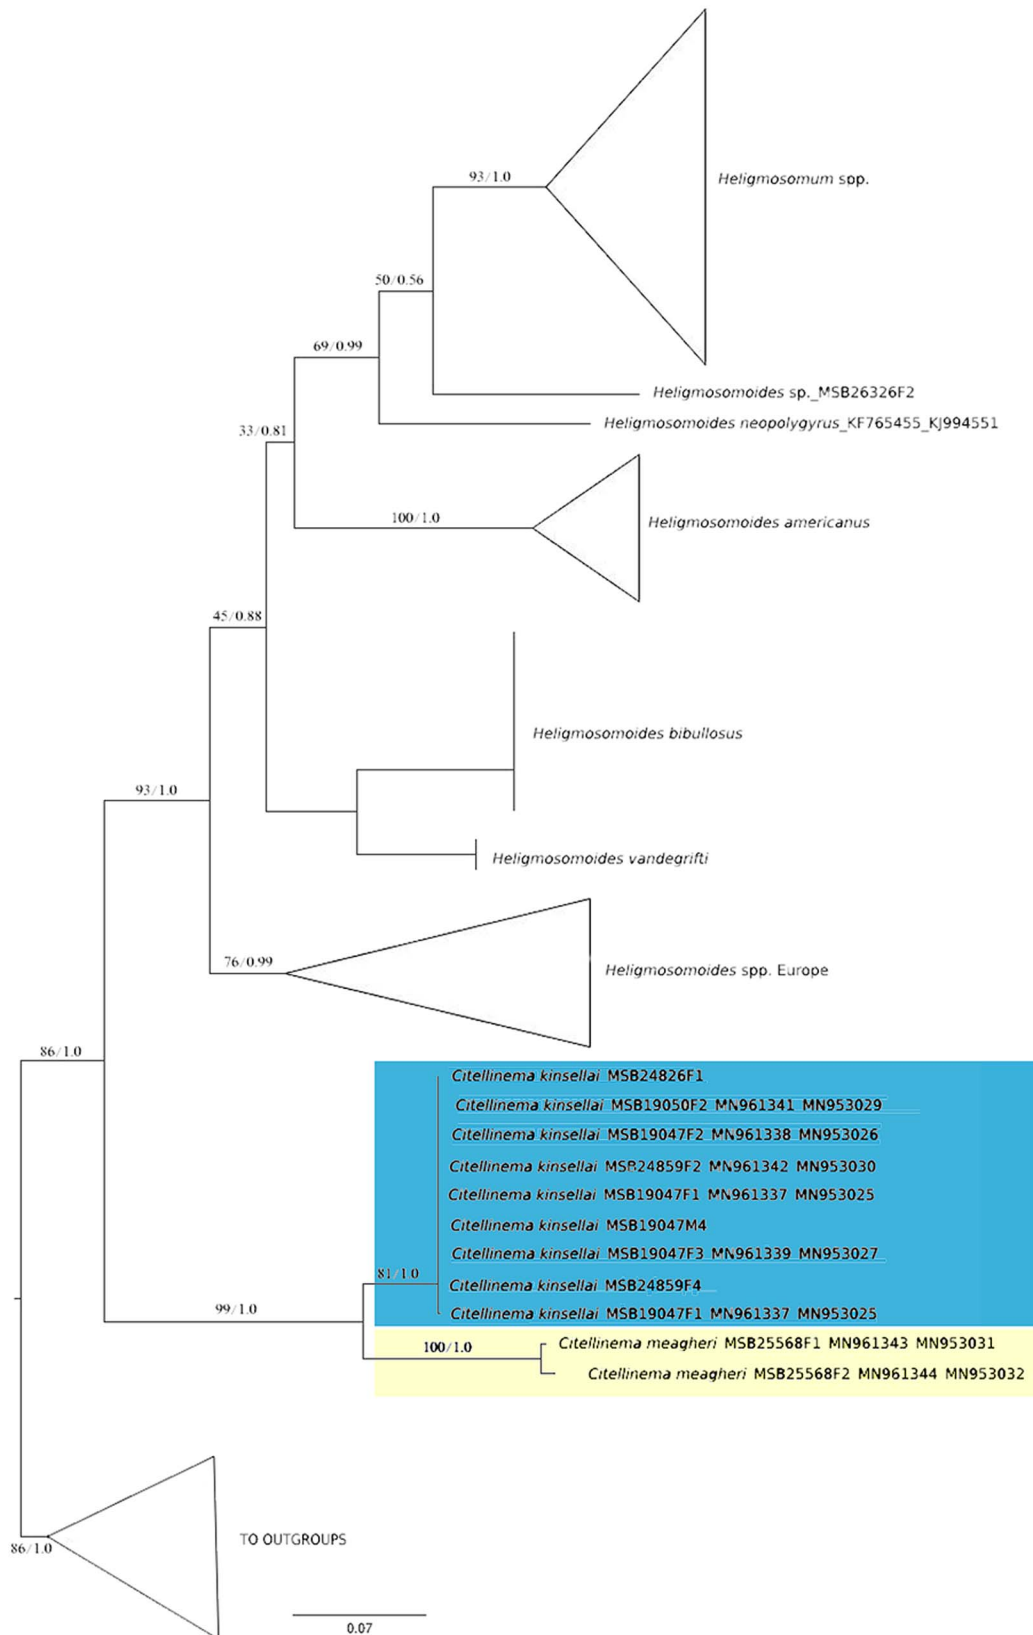 93/1.0
Heligmosomum spp.
50/0.56
69/0.99
Heligmosomoides sp._MSB26326F2
Heligmosomoides neopolygyrus_KF765455_KJ994551
33/0.81
100/1.0
Heligmosomoides americanus
45/0.88
Heligmosomoides bibullosus
93/1.0
Heligmosomoides vandegrifti
76/0.99
Heligmosomoides spp. Europe
86/1.0
Citellinema kinsellai MSB24826F1
Citellinema kinsellai MSB19050F2 MN961341 MN953029
Citellinema kinsellai MSB19047F2 MN961338 MN953026
Citellinema kinsellai MSB24859F2 MN961342 MN953030
Citellinema kinsellai MSB19047F1 MN961337 MN953025
Citellinema kinsellai MSB19047M4
Citellinema kinsellai MSB19047F3 MN961339 MN953027
81/1.0
Citellinema kinsellai MSB24859F4
99/1.0
Citellinema kinsellai MSB19047F1 MN961337 MN953025
100/1.0
Citellinema meagheri MSB25568F1 MN961343 MN953031
Citellinema meagheri MSB25568F2 MN961344 MN953032
TO OUTGROUPS
86/1.0
0.07